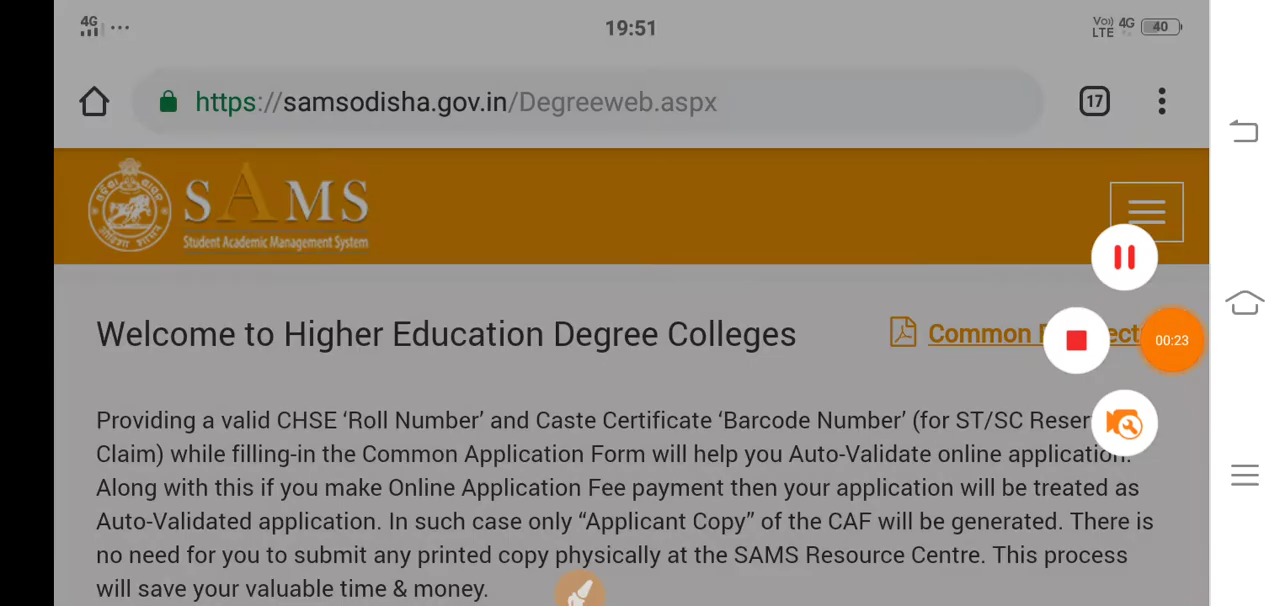 4G
19:51
Vo)) LTE 4G 40
https://samsodisha.gov.in/Degreeweb.aspx
17
SAMS
Student Academic Management System
Welcome to Higher Education Degree Colleges
Common
00:23
Providing a valid CHSE ‘Roll Number’ and Caste Certificate ‘Barcode Number’ (for ST/SC Reser
Claim) while filling-in the Common Application Form will help you Auto-Validate online application.
Along with this if you make Online Application Fee payment then your application will be treated as
Auto-Validated application. In such case only “Applicant Copy” of the CAF will be generated. There is
no need for you to submit any printed copy physically at the SAMS Resource Centre. This process
will save your valuable time & money.